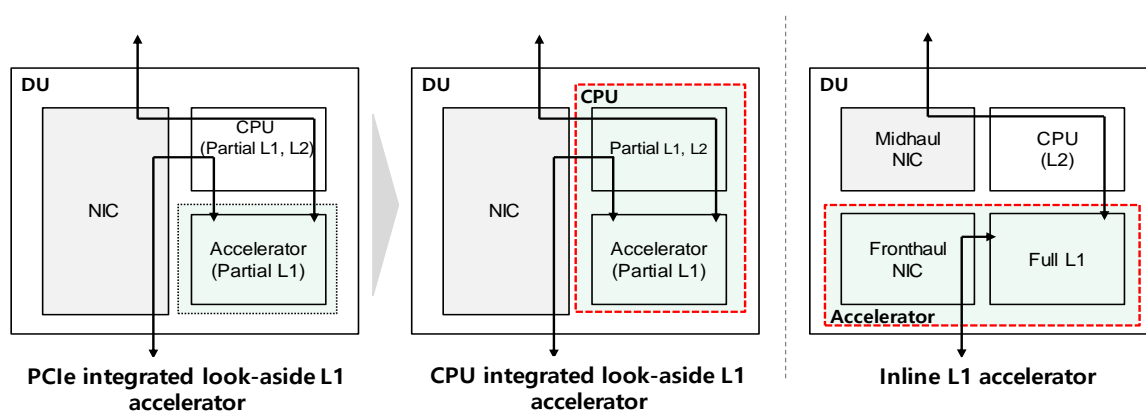 DU
NIC
CPU
(Partial L1, L2)
Accelerator
(Partial L1)
PCIe integrated look-aside L1
accelerator
DU
CPU
NIC
Partial L1, L2
Accelerator
(Partial L1)
CPU integrated look-aside L1
accelerator
DU
Midhaul
NIC
CPU
(L2)
Fronthaul
NIC
Full L1
Accelerator
Inline L1 accelerator